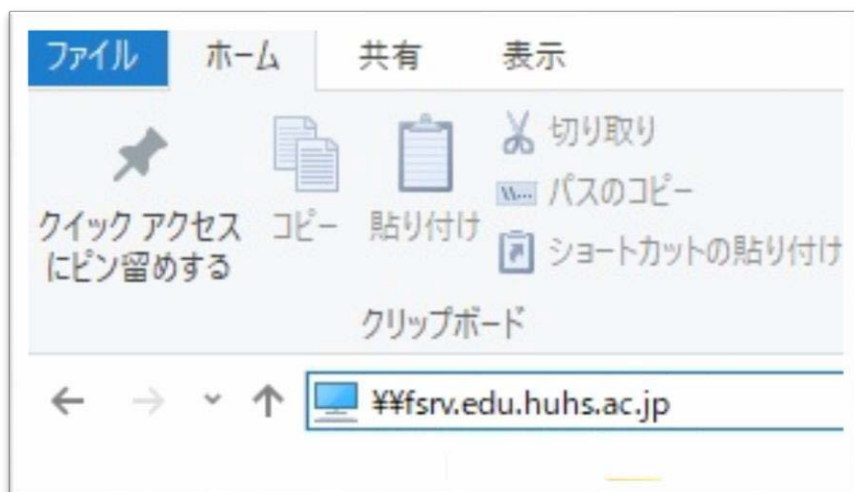 ファイル ホーム 共有 表示
クイック アクセス
にピン留めする
コピー
貼り付け
切り取り
\\... パスのコピー
ショートカットの貼り付け
クリップボード
¥¥fsrv.edu.huhs.ac.jp